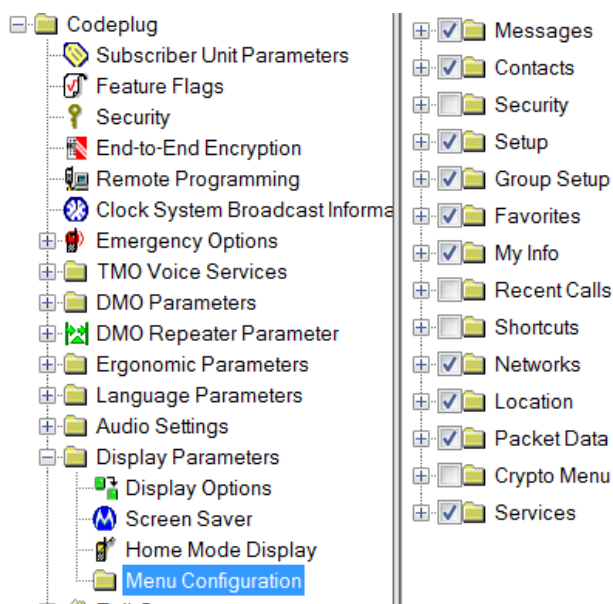 Codeplug
Subscriber Unit Parameters
Feature Flags
Security
End-to-End Encryption
Remote Programming
Clock System Broadcast Informa
Emergency Options
TMO Voice Services
DMO Parameters
DMO Repeater Parameter
Ergonomic Parameters
Language Parameters
Audio Settings
Display Parameters
Display Options
Screen Saver
Home Mode Display
Menu Configuration
Messages
Contacts
Security
Setup
Group Setup
Favorites
My Info
Recent Calls
Shortcuts
Networks
Location
Packet Data
Crypto Menu
Services